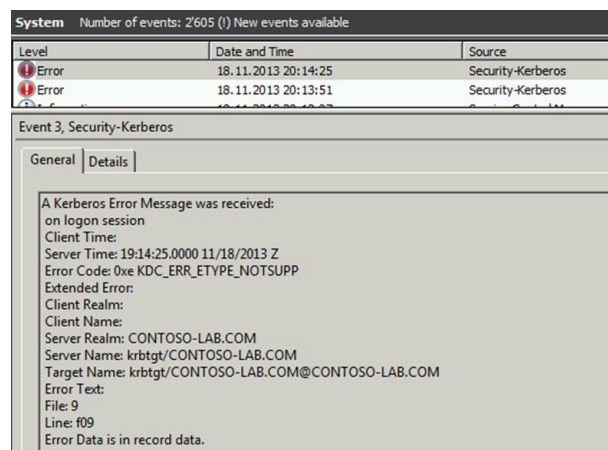 System Number of events: 2'605 (!) New events available
Level Date and Time Source
Error 18.11.2013 20:14:25 Security-Kerberos
Error 18.11.2013 20:13:51 Security-Kerberos
Event 3, Security-Kerberos
General Details
A Kerberos Error Message was received:
on logon session
Client Time:
Server Time: 19:14:25.0000 11/18/2013 Z
Error Code: 0xe KDC_ERR_ETYPE_NOTSUPP
Extended Error:
Client Realm:
Client Name:
Server Realm: CONTOSO-LAB.COM
Server Name: krbtgt/CONTOSO-LAB.COM
Target Name: krbtgt/CONTOSO-LAB.COM@CONTOSO-LAB.COM
Error Text:
File: 9
Line: f09
Error Data is in record data.